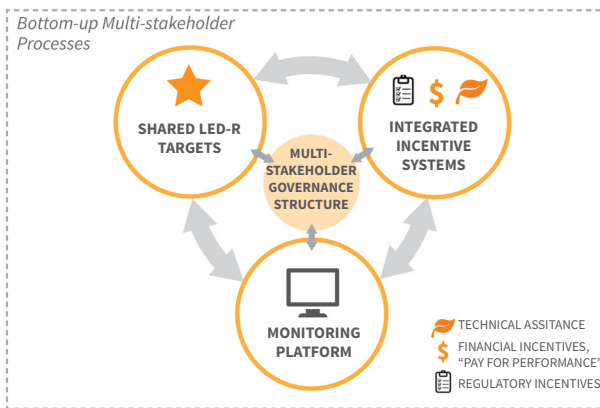 Bottom-up Multi-stakeholder
Processes
SHARED LED-R
TARGETS
$
INTEGRATED
INCENTIVE
SYSTEMS
MULTI-
STAKEHOLDER
GOVERNANCE
STRUCTURE
MONITORING
PLATFORM
TECHNICAL ASSITANCE
$ FINANCIAL INCENTIVES,
"PAY FOR PERFORMANCE"
REGULATORY INCENTIVES